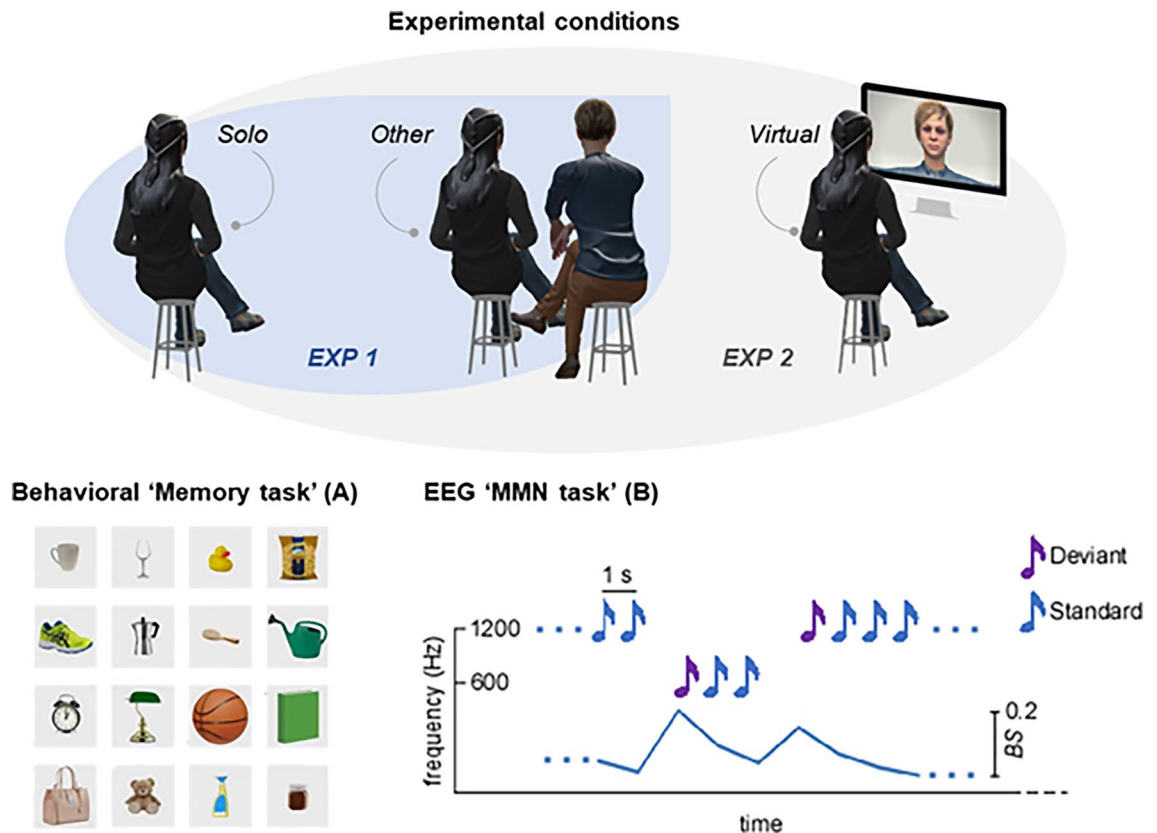 Experimental conditions
Solo
Other
Virtual
EXP 1
EXP 2
Behavioral ‘Memory task’ (A)
EEG ‘MMN task’ (B)
Deviant
Standard
1 s
1200
600
frequency (Hz)
0.2
BS
time